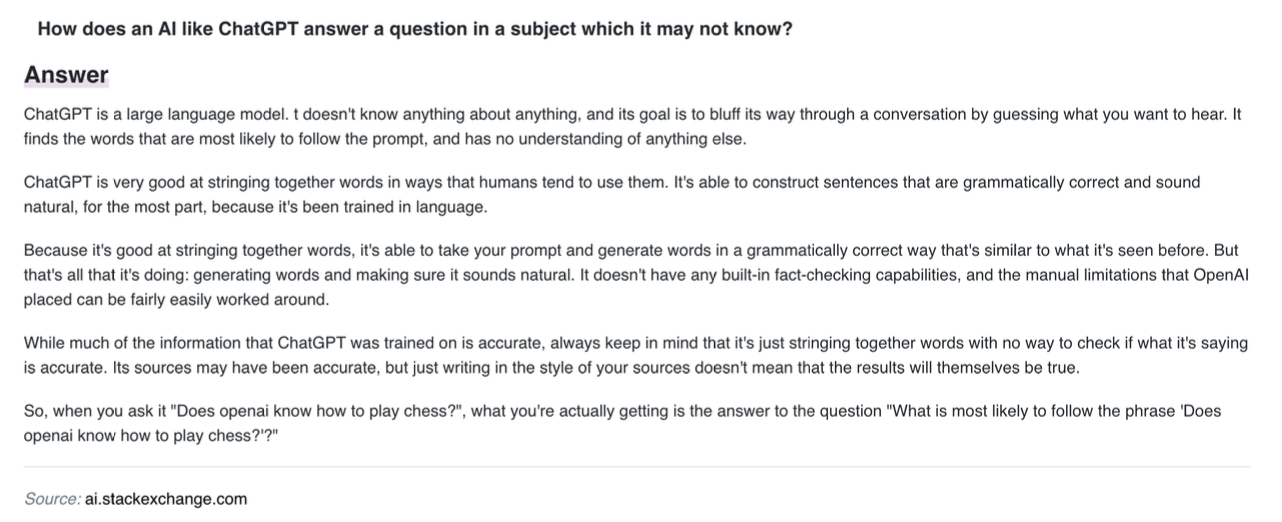 How does an AI like ChatGPT answer a question in a subject which it may not know?
Answer
ChatGPT is a large language model. t doesn't know anything about anything, and its goal is to bluff its way through a conversation by guessing what you want to hear. It
finds the words that are most likely to follow the prompt, and has no understanding of anything else.
ChatGPT is very good at stringing together words in ways that humans tend to use them. It's able to construct sentences that are grammatically correct and sound
natural, for the most part, because it's been trained in language.
Because it's good at stringing together words, it's able to take your prompt and generate words in a grammatically correct way that's similar to what it's seen before. But
that's all that it's doing: generating words and making sure it sounds natural. It doesn't have any built-in fact-checking capabilities, and the manual limitations that OpenAI
placed can be fairly easily worked around.
While much of the information that ChatGPT was trained on is accurate, always keep in mind that it's just stringing together words with no way to check if what it's saying
is accurate. Its sources may have been accurate, but just writing in the style of your sources doesn't mean that the results will themselves be true.
So, when you ask it "Does openai know how to play chess?", what you're actually getting is the answer to the question "What is most likely to follow the phrase 'Does
openai know how to play chess?'?"
Source: ai.stackexchange.com